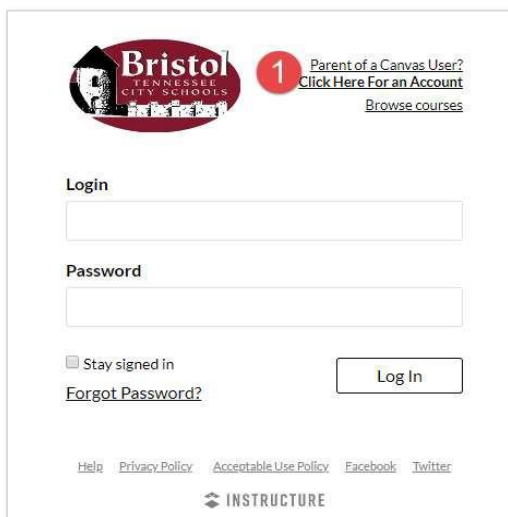 Bristol
TENNESSEE
CITY SCHOOLS
1
Parent of a Canvas User?
Click Here For an Account
Browse courses
Login
Password
Stay signed in
Log In
Forgot Password?
Help Privacy Policy Acceptable Use Policy Facebook Twitter
INSTRUCTURE